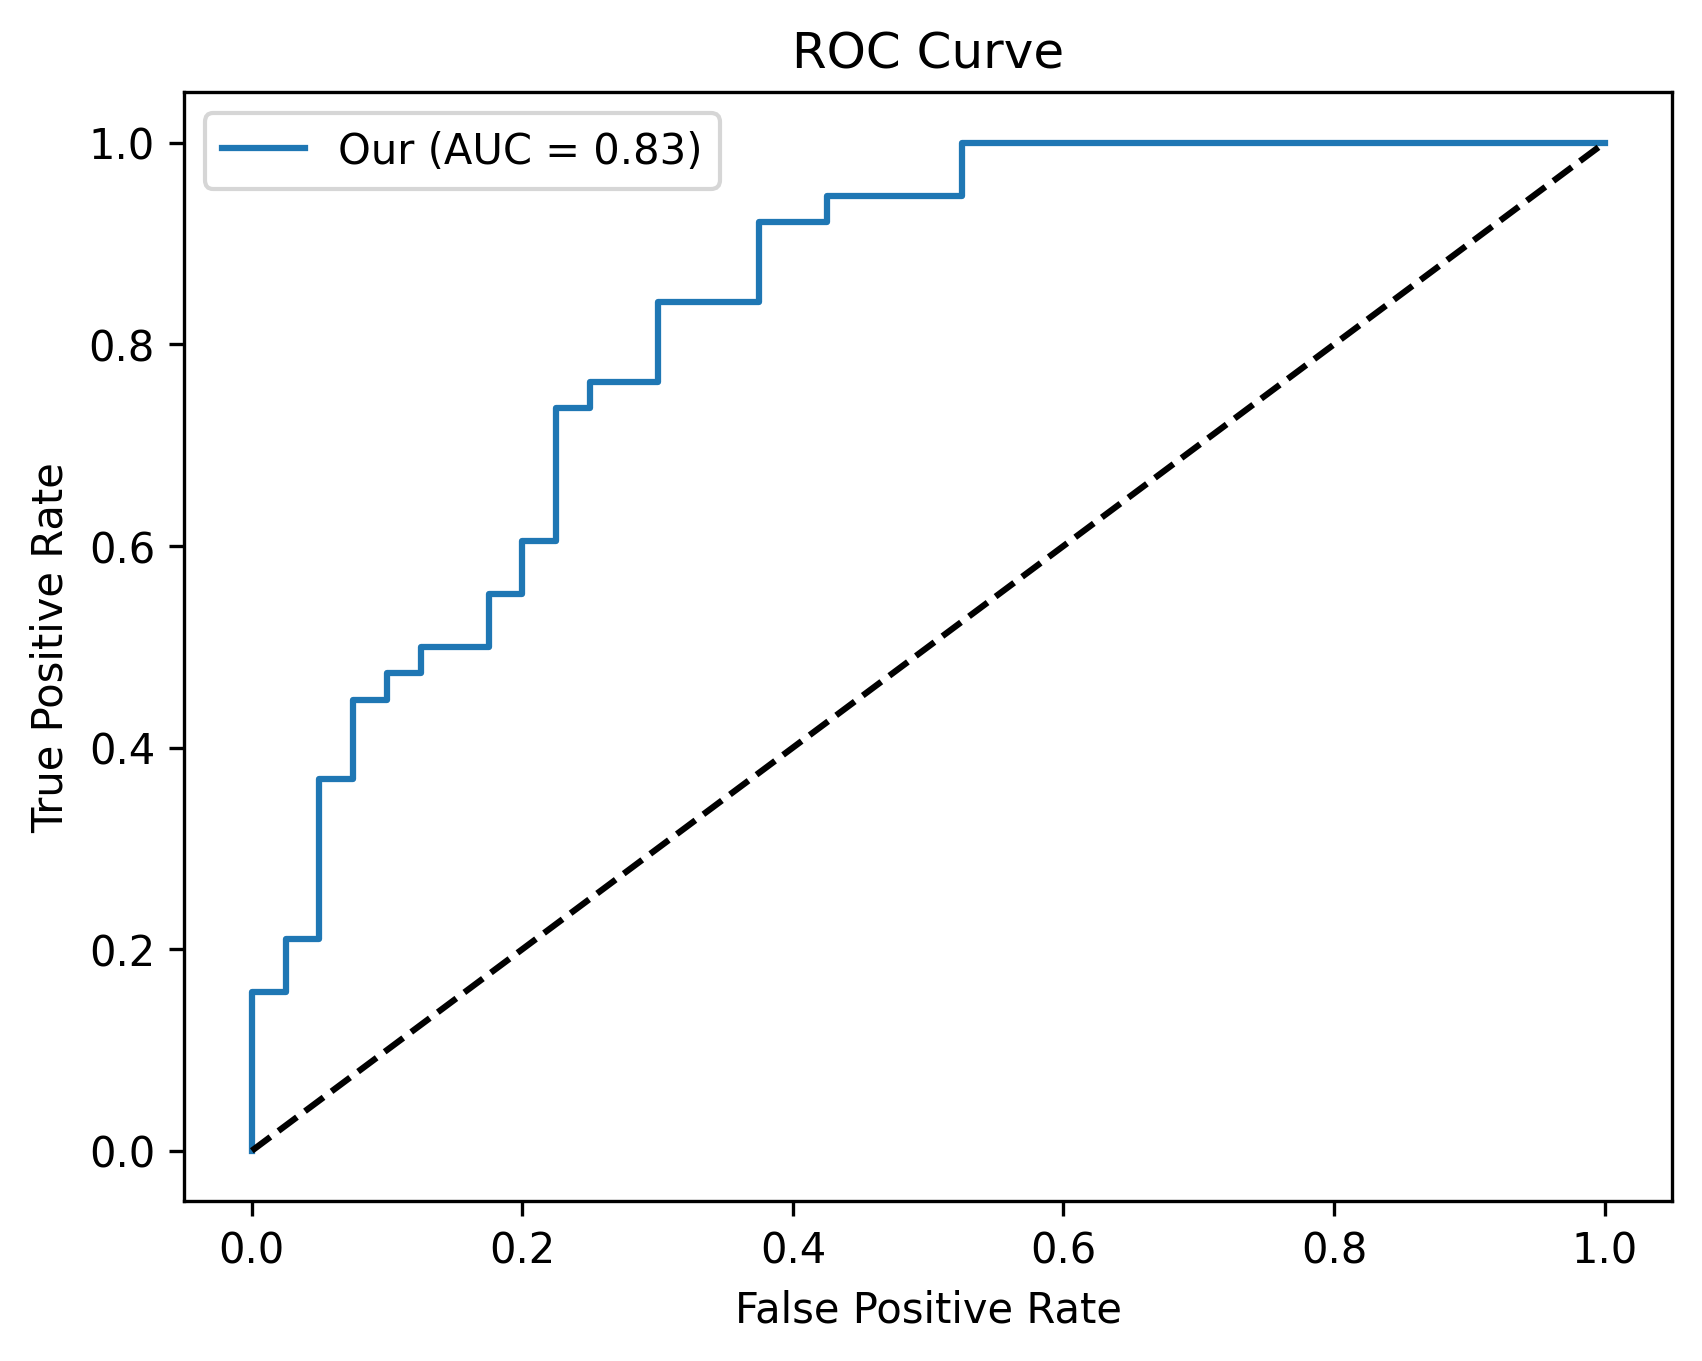 ROC Curve
Our (AUC = 0.83)
True Positive Rate
1.0
0.8
0.6
0.4
0.2
0.0
0.0 0.2 0.4 0.6 0.8 1.0
False Positive Rate